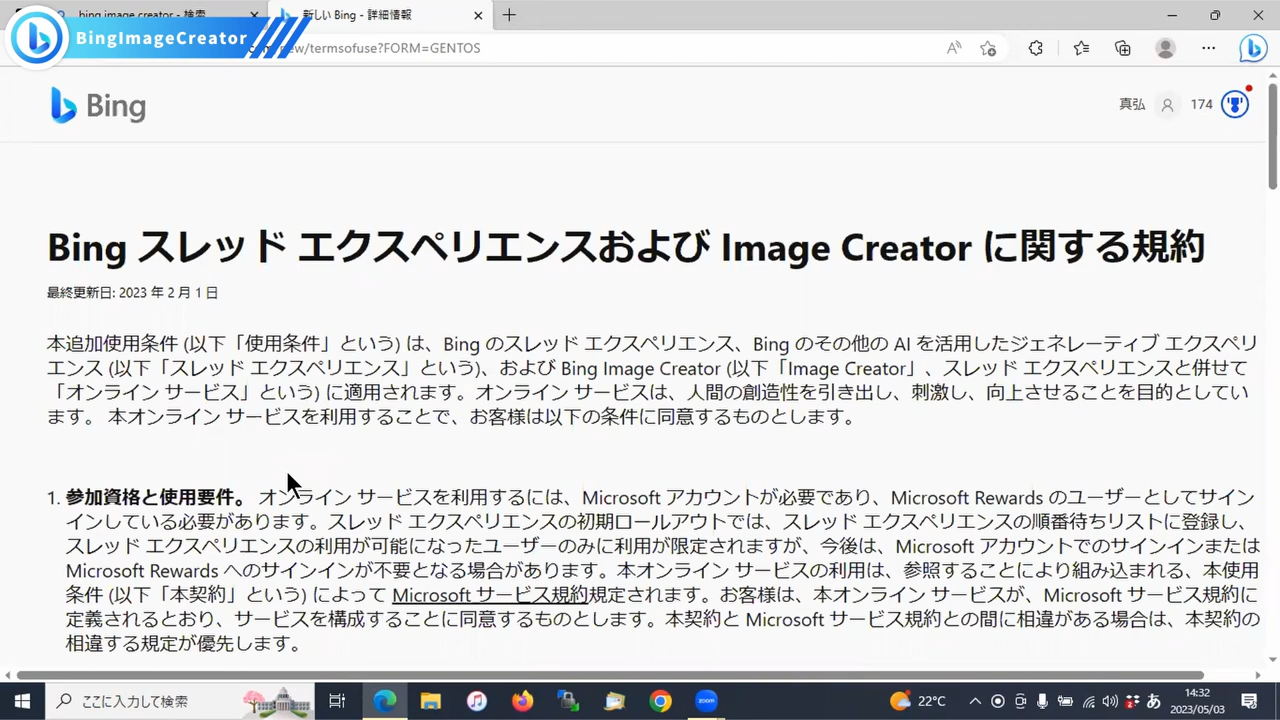 bing image creator - 検索
新しい Bing - 詳細情報
BingImageCreator
new/termsofuse?FORM=GENTOS
Bing
真弘
174
Bing スレッド エクスペリエンスおよび Image Creator に関する規約
最終更新日: 2023 年 2 月 1 日
本追加使用条件 (以下「使用条件」という) は、Bing のスレッド エクスペリエンス、Bing のその他の AI を活用したジェネレーティブ エクスペリ
エンス (以下「スレッド エクスペリエンス」という)、および Bing Image Creator (以下「Image Creator」、スレッド エクスペリエンスと併せて
「オンライン サービス」という) に適用されます。オンライン サービスは、人間の創造性を引き出し、刺激し、向上させることを目的としてい
ます。 本オンライン サービスを利用することで、お客様は以下の条件に同意するものとします。
1. 参加資格と使用要件。 オンライン サービスを利用するには、Microsoft アカウントが必要であり、Microsoft Rewards のユーザーとしてサイン
インしている必要があります。スレッド エクスペリエンスの初期ロールアウトでは、スレッド エクスペリエンスの順番待ちリストに登録し、
スレッド エクスペリエンスの利用が可能になったユーザーのみに利用が限定されますが、今後は、Microsoft アカウントでのサインインまたは
Microsoft Rewards へのサインインが不要となる場合があります。本オンライン サービスの利用は、参照することにより組み込まれる、本使用
条件 (以下「本契約」という) によって Microsoft サービス規約規定されます。お客様は、本オンライン サービスが、Microsoft サービス規約に
定義されるとおり、サービスを構成することに同意するものとします。本契約と Microsoft サービス規約との間に相違がある場合は、本契約の
相違する規定が優先します。
ここに入力して検索
zoom
22°C
あ
14:32
2023/05/03